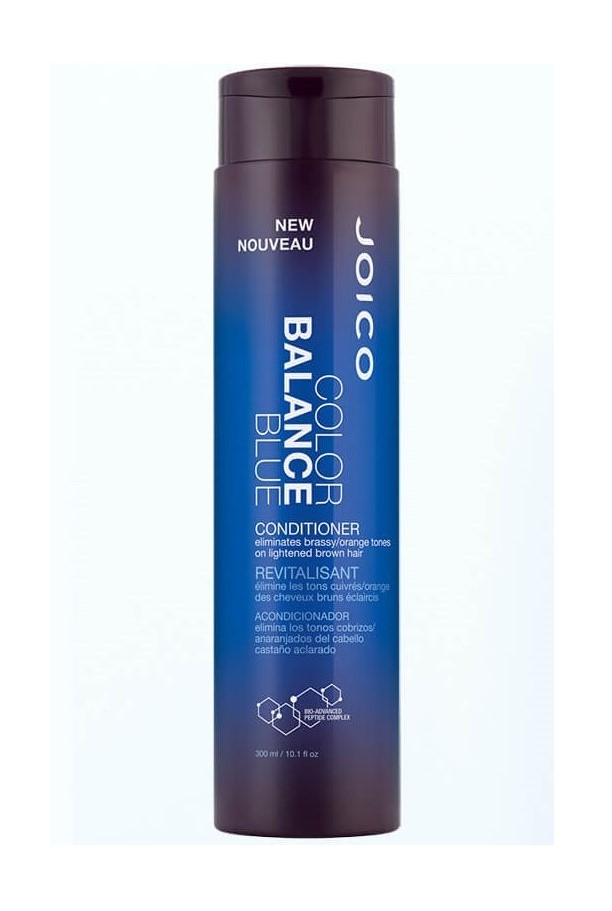 NEW
NOUVEAU
JOICO
COLOR
BALANCE
BLUE
CONDITIONER
eliminates brassy/orange tones
on lightened brown hair
REVITALISANT
élimine les tons cuivrés/orange
des cheveux bruns éclaircis
ACONDICIONADOR
elimina los tonos cobrizos/
anaranjados del cabello
castaño aclarado
BIO-ADVANCED
PEPTIDE COMPLEX
300 ml / 10.1 fl oz